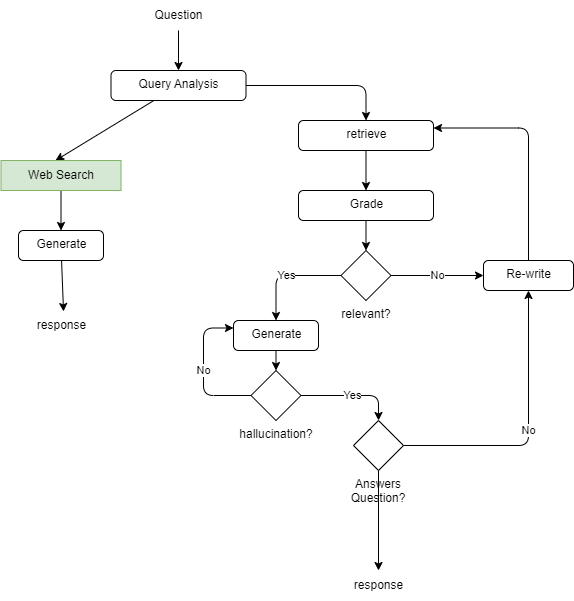 Question
Query Analysis
retrieve
Web Search
Grade
Generate
Yes
No
Re-write
relevant?
response
Generate
No
Yes
hallucination?
No
Answers
Question?
response